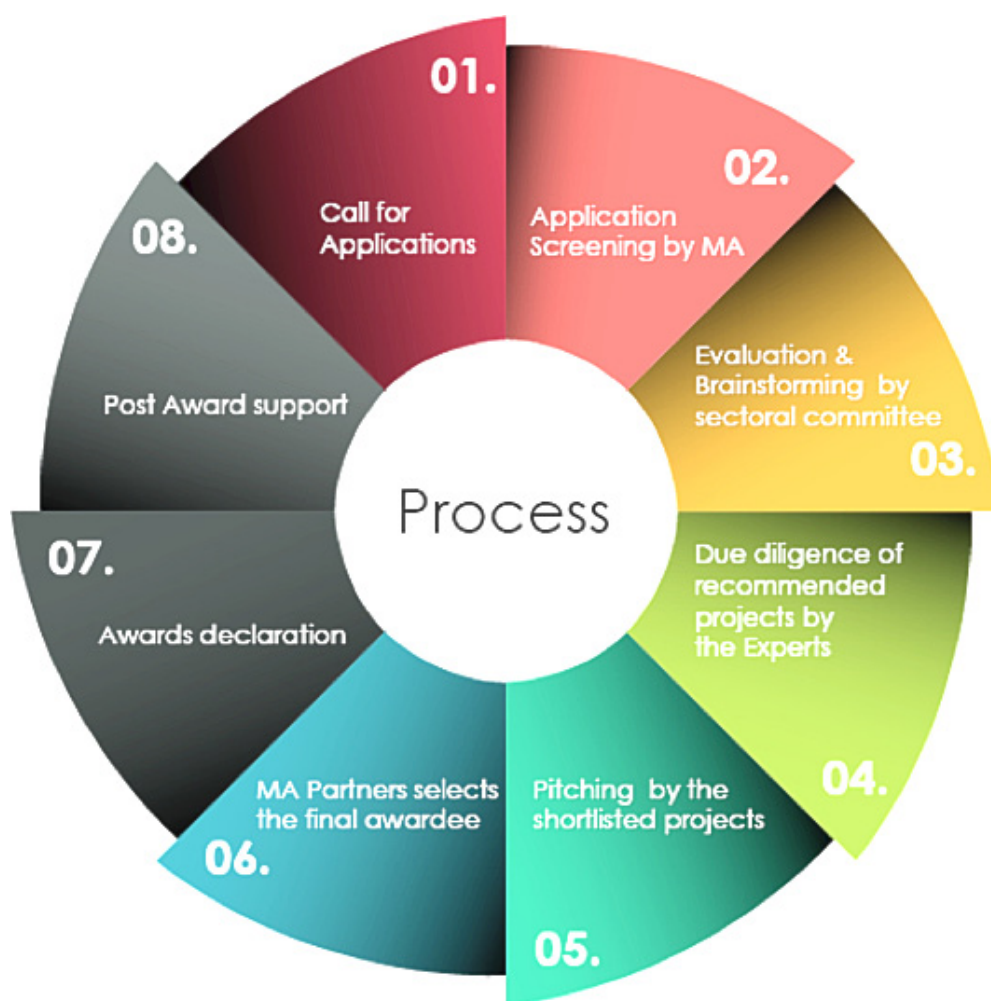 01.
Call for
Applications
02.
Application
Screening by MA
Evaluation &
Brainstorming by
sectoral committee
03.
Due diligence of
recommended
projects by
the Experts
04.
Pitching by the
shortlisted projects
05.
MA Partners selects
the final awardee
06.
07.
Awards declaration
08.
Post Award support
Process